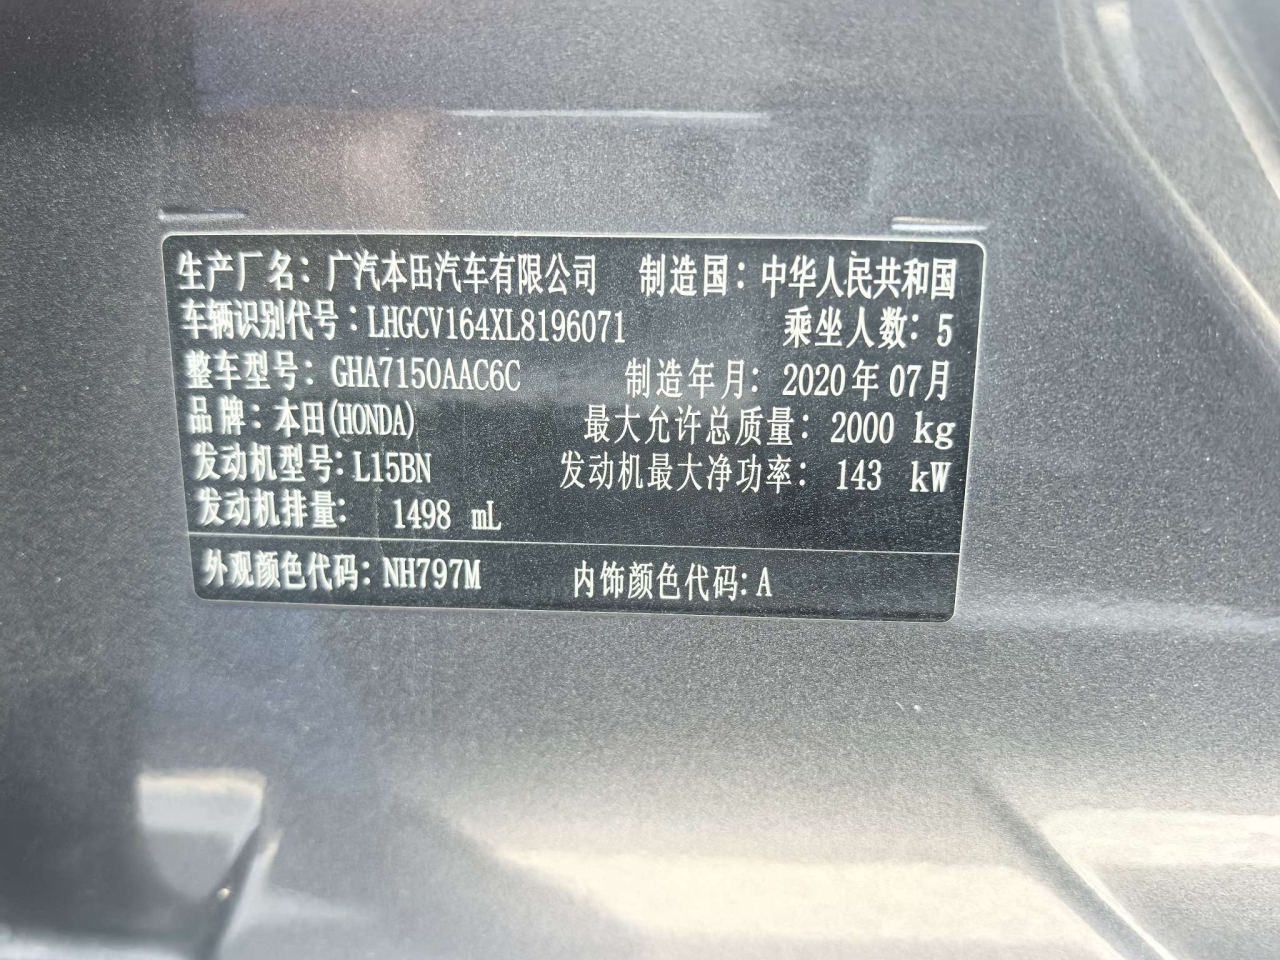 生产厂名：广汽本田汽车有限公司 制造国：中华人民共和国
车辆识别代号：LHGCV164XL8196071 乘坐人数：5
整车型号：GHA7150AAC6C 制造年月：2020年07月
品牌：本田(HONDA) 最大允许总质量：2000 kg
发动机型号：L15BN 发动机最大净功率：143 kW
发动机排量： 1498 mL
外观颜色代码：NH797M 内饰颜色代码：A